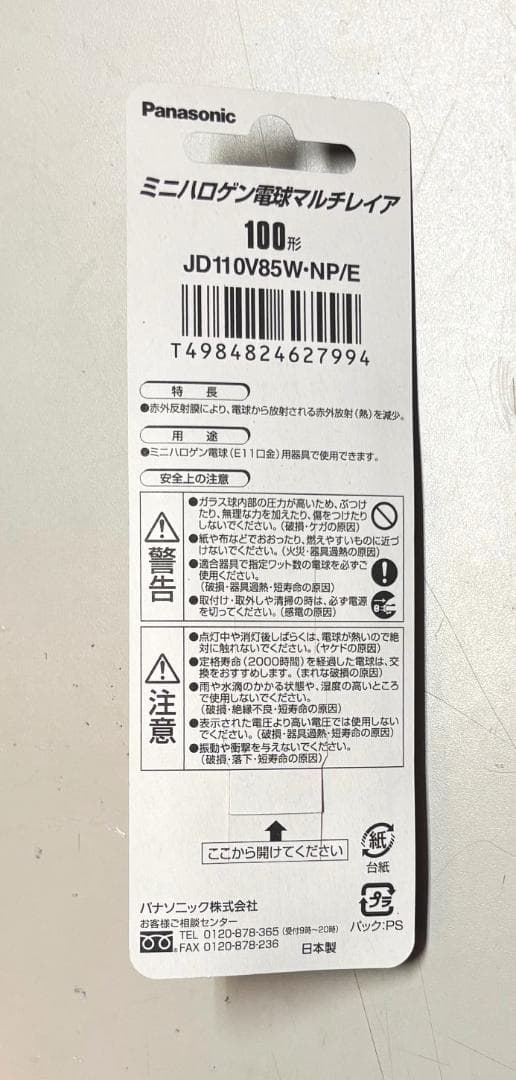 Panasonic
ミニハロゲン電球マルチレイア
100形
JD110V85W・NP/E
T4984824627994
特長
●赤外反射膜により、電球から放射される赤外放射(熱)を減少。
用途
●ミニハロゲン電球(E11口金)用器具で使用できます。
安全上の注意
警告
●ガラス球内部の圧力が高いため、ぶつけ
たり、無理な力を加えたり、傷をつけたり
しないでください。(破損・ケガの原因)
●紙や布などでおおったり、燃えやすいものに近づ
けないでください。(火災・器具過熱の原因)
●適合器具で指定ワット数の電球を必ずご
使用ください。
(破損・器具過熱・短寿命の原因)
●取付け・取外しや清掃の時は、必ず電源
を切ってください。(感電の原因)
注意
●点灯中や消灯後しばらくは、電球が熱いので絶
対に触れないでください。(ヤケドの原因)
●定格寿命(2000時間)を経過した電球は、交
換をおすすめします。(まれな破損の原因)
●雨や水滴のかかる状態や、湿度の高いところ
で使用しないでください。
(破損・絶縁不良・短寿命の原因)
●表示された電圧より高い電圧では使用しない
でください。(破損・器具過熱・短寿命の原因)
●振動や衝撃を与えないでください。
(破損・落下・短寿命の原因)
ここから開けてください
紙
台紙
プラ
パック:PS
パナソニック株式会社
お客様ご相談センター
TEL 0120-878-365 (受付9時~20時)
FAX 0120-878-236
日本製